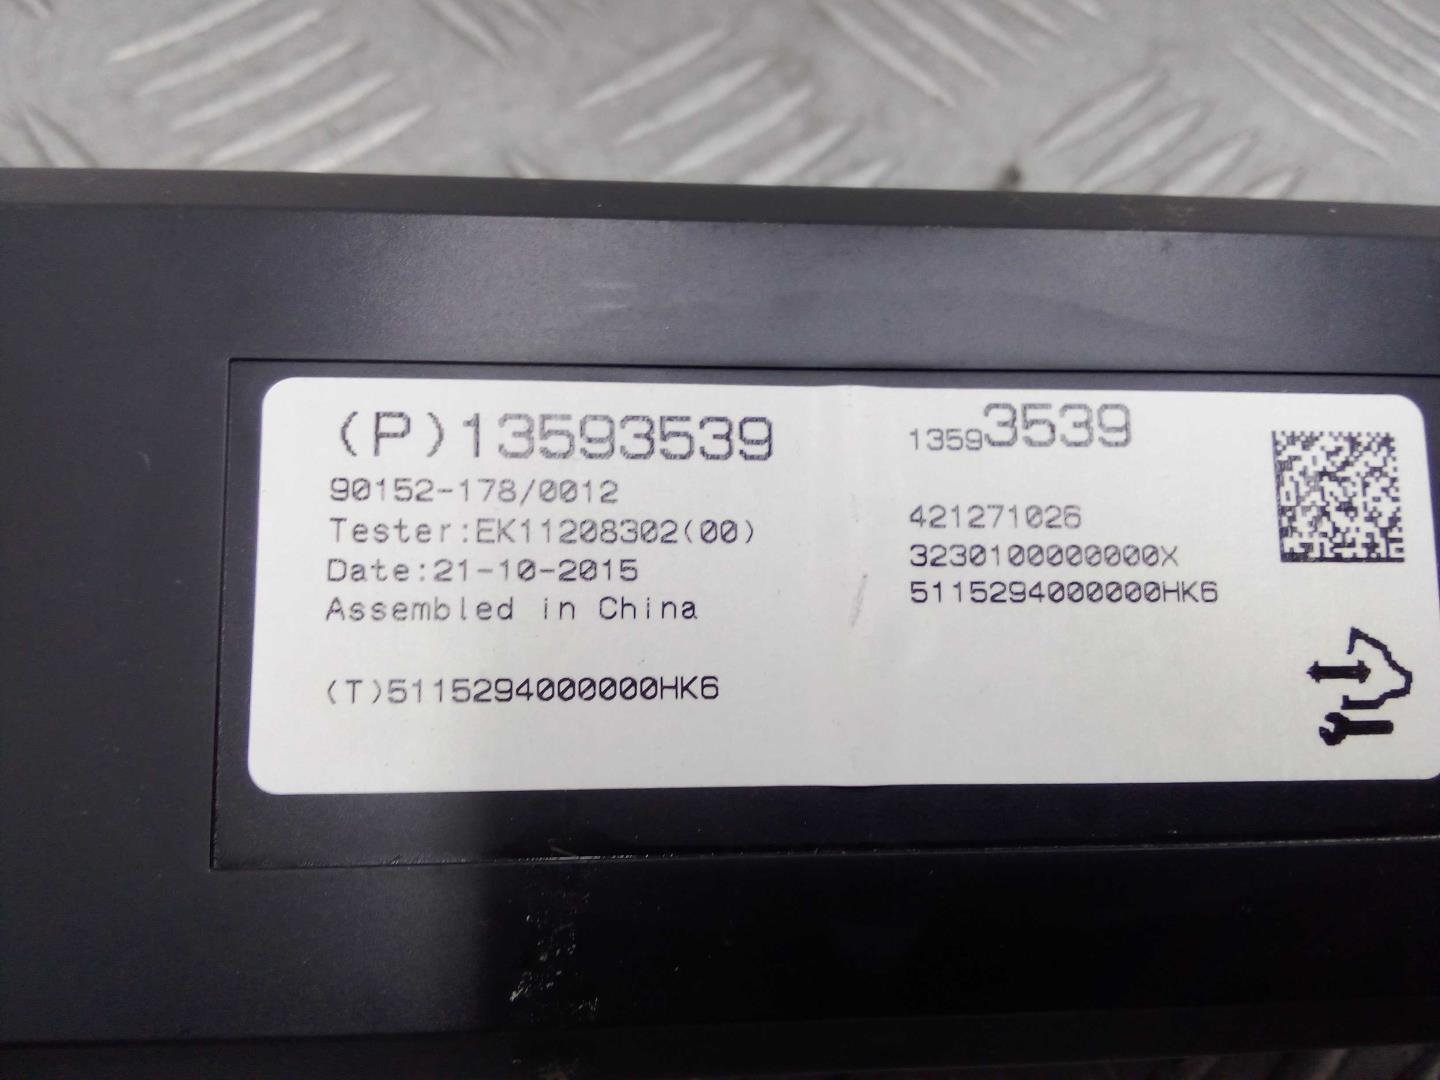 (P)13593539
90152-178/0012
Tester:EK11208302(00)
Date:21-10-2015
Assembled in China
(T)5115294000000HK6
13593539
421271026
3230100000000X
5115294000000HK6